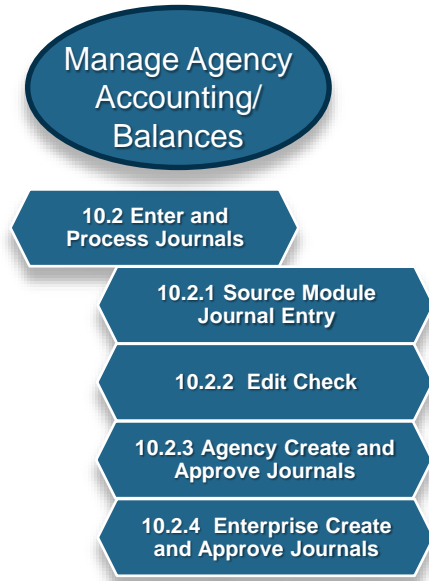 Manage Agency
Accounting/
Balances
10.2 Enter and
Process Journals
10.2.1 Source Module
Journal Entry
10.2.2 Edit Check
10.2.3 Agency Create and
Approve Journals
10.2.4 Enterprise Create
and Approve Journals